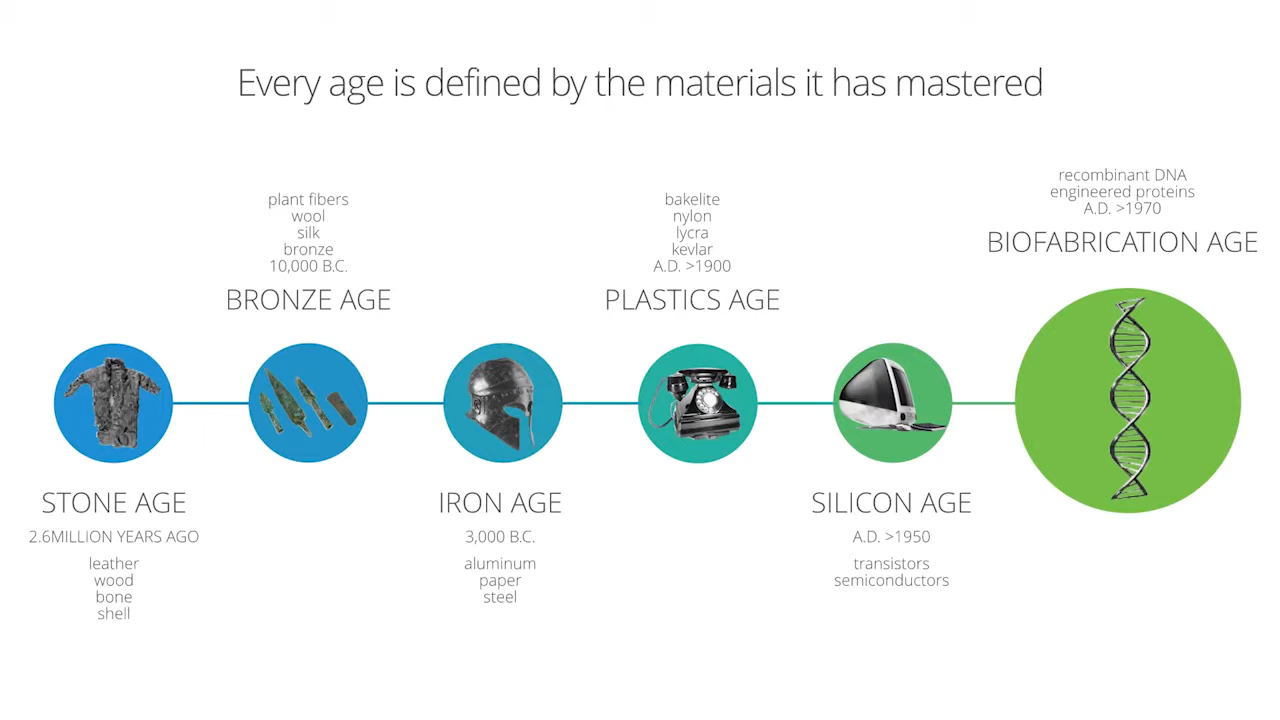 Every age is defined by the materials it has mastered
STONE AGE
2.6MILLION YEARS AGO
leather
wood
bone
shell
plant fibers
wool
silk
bronze
10,000 B.C.
BRONZE AGE
IRON AGE
3,000 B.C.
aluminum
paper
steel
bakelite
nylon
lycra
kevlar
A.D. >1900
PLASTICS AGE
SILICON AGE
A.D. >1950
transistors
semiconductors
recombinant DNA
engineered proteins
A.D. >1970
BIOFABRICATION AGE